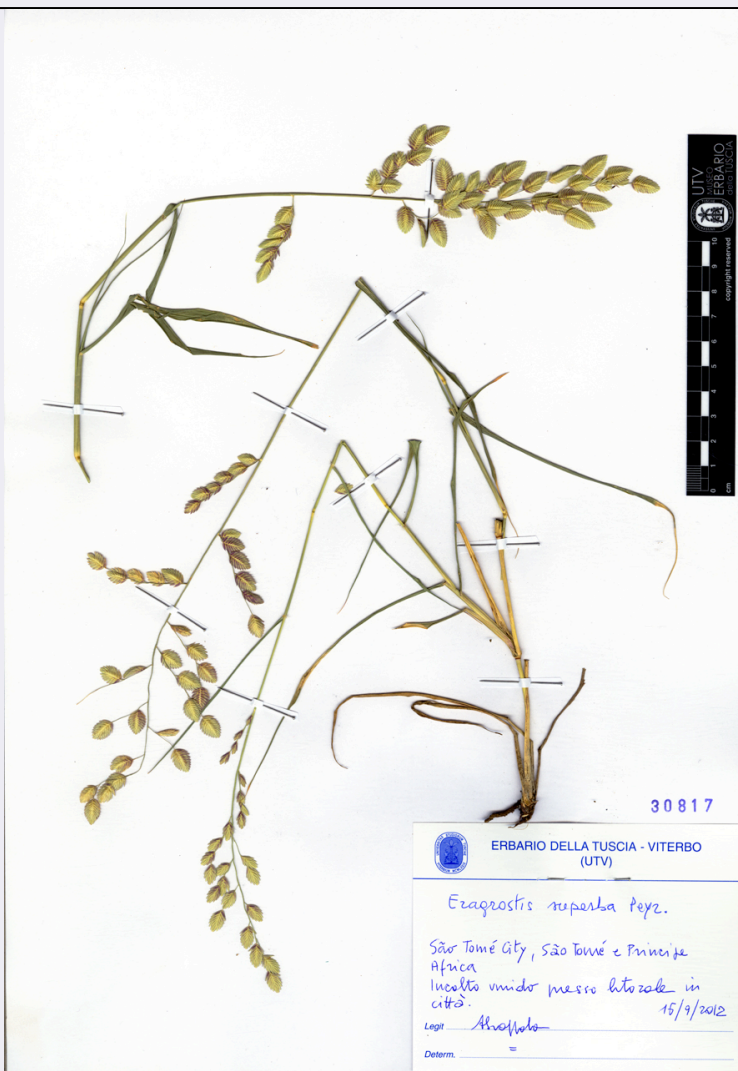 UTV
MUSEO
ERBARIO
della TUSCIA
copyright reserved
10
9
8
7
6
5
4
3
2
1
0
cm
30817
ERBARIO DELLA TUSCIA - VITERBO
(UTV)
Eragrostis superba Peyr.
São Tomé City, São Tomé e Principe
Africa
Incolto umido presso litorale in
città.
15/9/2012
Legit
Determ. =